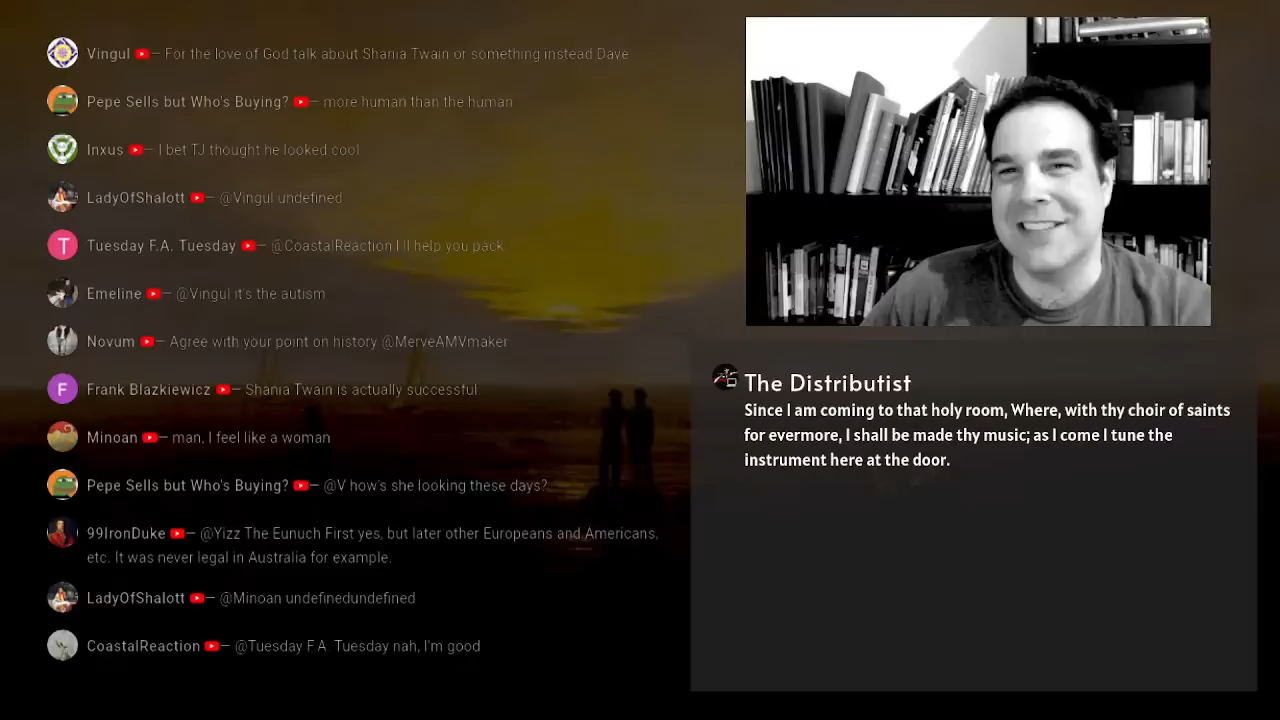 Vingul — For the love of God talk about Shania Twain or something instead Dave
Pepe Sells but Who's Buying? — more human than the human
Inxus — I bet TJ thought he looked cool
LadyOfShalott — @Vingul undefined
T
Tuesday F.A. Tuesday — @CoastalReaction I'll help you pack
Emeline — @Vingul it's the autism
Novum — Agree with your point on history @MerveAMVmaker
F
Frank Blazkiewicz — Shania Twain is actually successful
Minoan — man, I feel like a woman
Pepe Sells but Who's Buying? — @V how's she looking these days?
99IronDuke — @Yizz The Eunuch First yes, but later other Europeans and Americans,
etc. It was never legal in Australia for example.
LadyOfShalott — @Minoan undefinedundefined
CoastalReaction — @Tuesday F.A. Tuesday nah, I'm good
The Distributist
Since I am coming to that holy room, Where, with thy choir of saints
for evermore, I shall be made thy music; as I come I tune the
instrument here at the door.